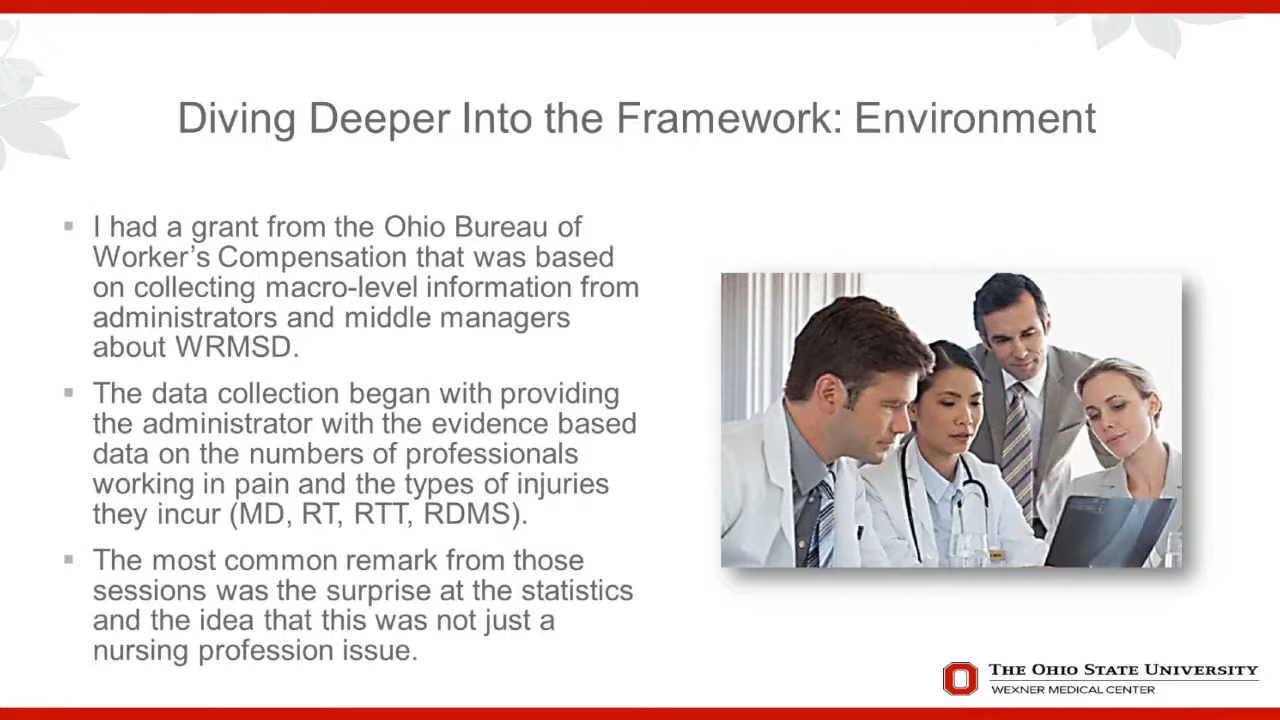 Diving Deeper Into the Framework: Environment
I had a grant from the Ohio Bureau of
Worker’s Compensation that was based
on collecting macro-level information from
administrators and middle managers
about WRMSD.
The data collection began with providing
the administrator with the evidence based
data on the numbers of professionals
working in pain and the types of injuries
they incur (MD, RT, RTT, RDMS).
The most common remark from those
sessions was the surprise at the statistics
and the idea that this was not just a
nursing profession issue.
THE OHIO STATE UNIVERSITY
WEXNER MEDICAL CENTER